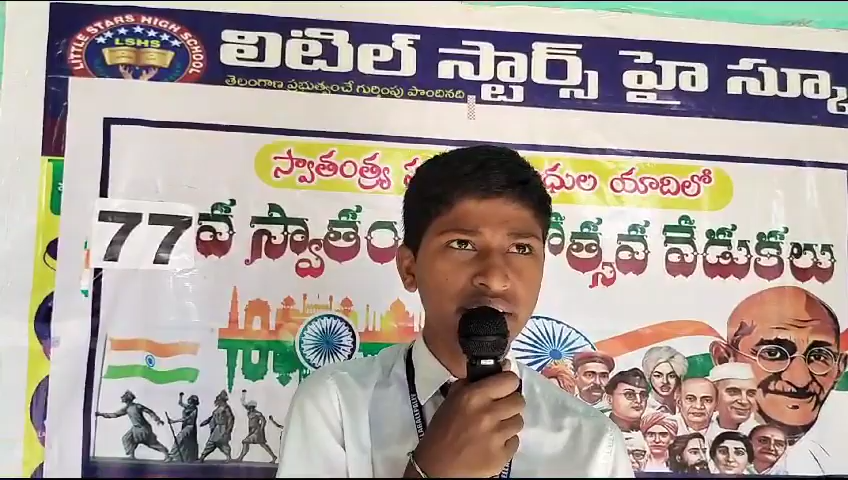 LITTLE STARS HIGH SCHOOL
LSHS
లిటిల్ స్టార్స్ హై స్కూ
తెలంగాణ ప్రభుత్వంచే గుర్తింపు పొందినది
స్వాతంత్ర్య యాదిలో
77వ స్వాతం వేడుకలు